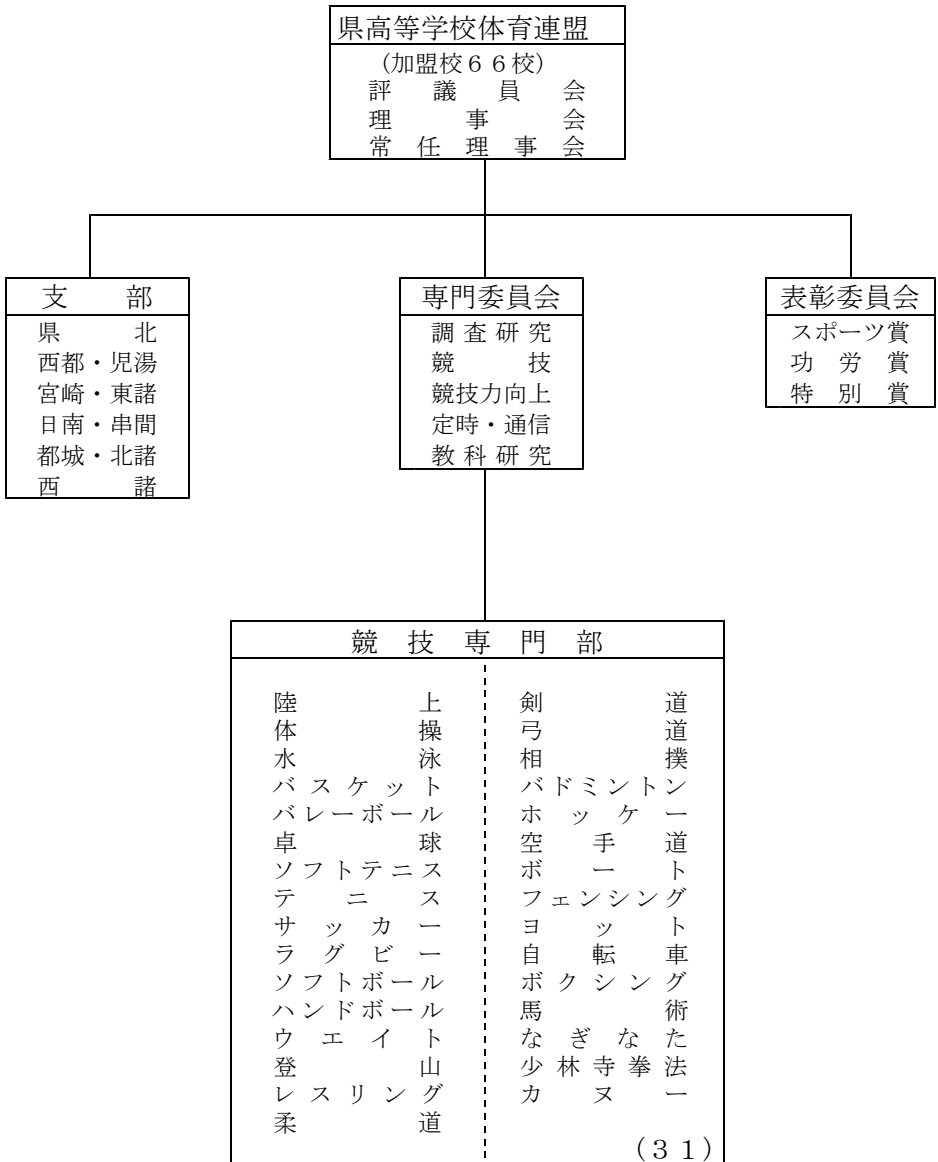 県高等学校体育連盟
（加盟校６６校）
評議員会
理事会
常任理事会
支部
県北
西都・児湯
宮崎・東諸
日南・串間
都城・北諸
西諸
専門委員会
調査研究
競技
競技力向上
定時・通信
教科研究
表彰委員会
スポーツ賞
功労賞
特別賞
競技専門部
陸上
体操
水泳
バスケット
バレーボール
卓球
ソフトテニス
テニス
サッカー
ラグビー
ソフトボール
ハンドボール
ウエイト
登山
レスリング
柔道
剣道
弓道
相撲
バドミントン
ホッケー
空手道
ボート
フェンシング
ヨット
自転車
ボクシング
馬術
なぎなた
少林寺拳法
カヌー
（３１）